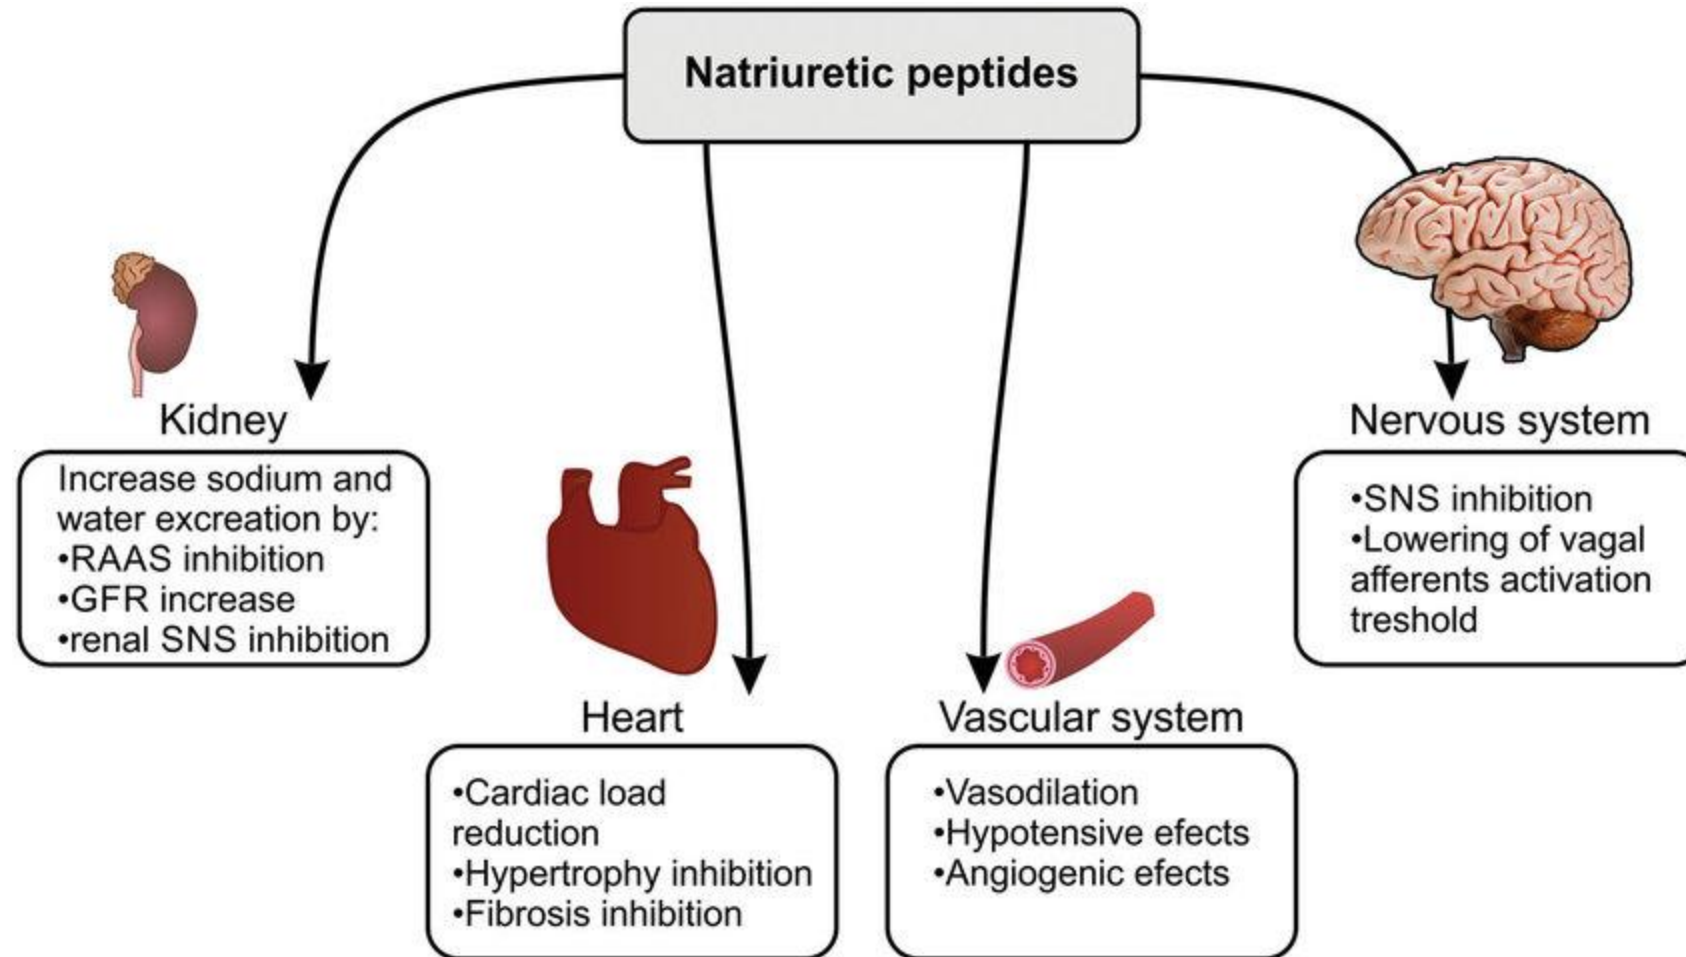 Natriuretic peptides
Kidney
Increase sodium and
water excreation by:
•RAAS inhibition
•GFR increase
•renal SNS inhibition
Heart
•Cardiac load
reduction
•Hypertrophy inhibition
•Fibrosis inhibition
Vascular system
•Vasodilation
•Hypotensive efects
•Angiogenic efects
Nervous system
•SNS inhibition
•Lowering of vagal
afferents activation
treshold